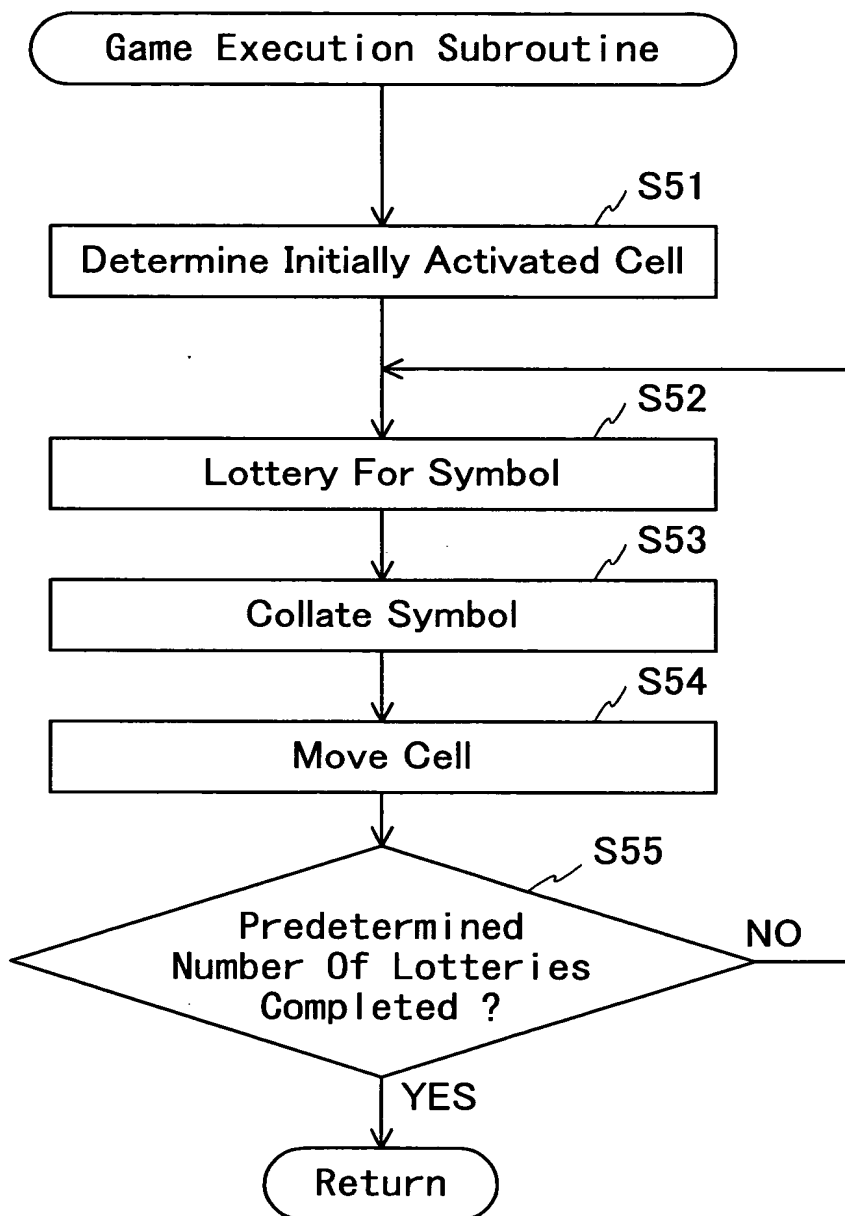 Game Execution Subroutine
S51
Determine Initially Activated Cell
S52
Lottery For Symbol
S53
Collate Symbol
S54
Move Cell
S55
Predetermined
Number Of Lotteries
Completed ?
NO
YES
Return